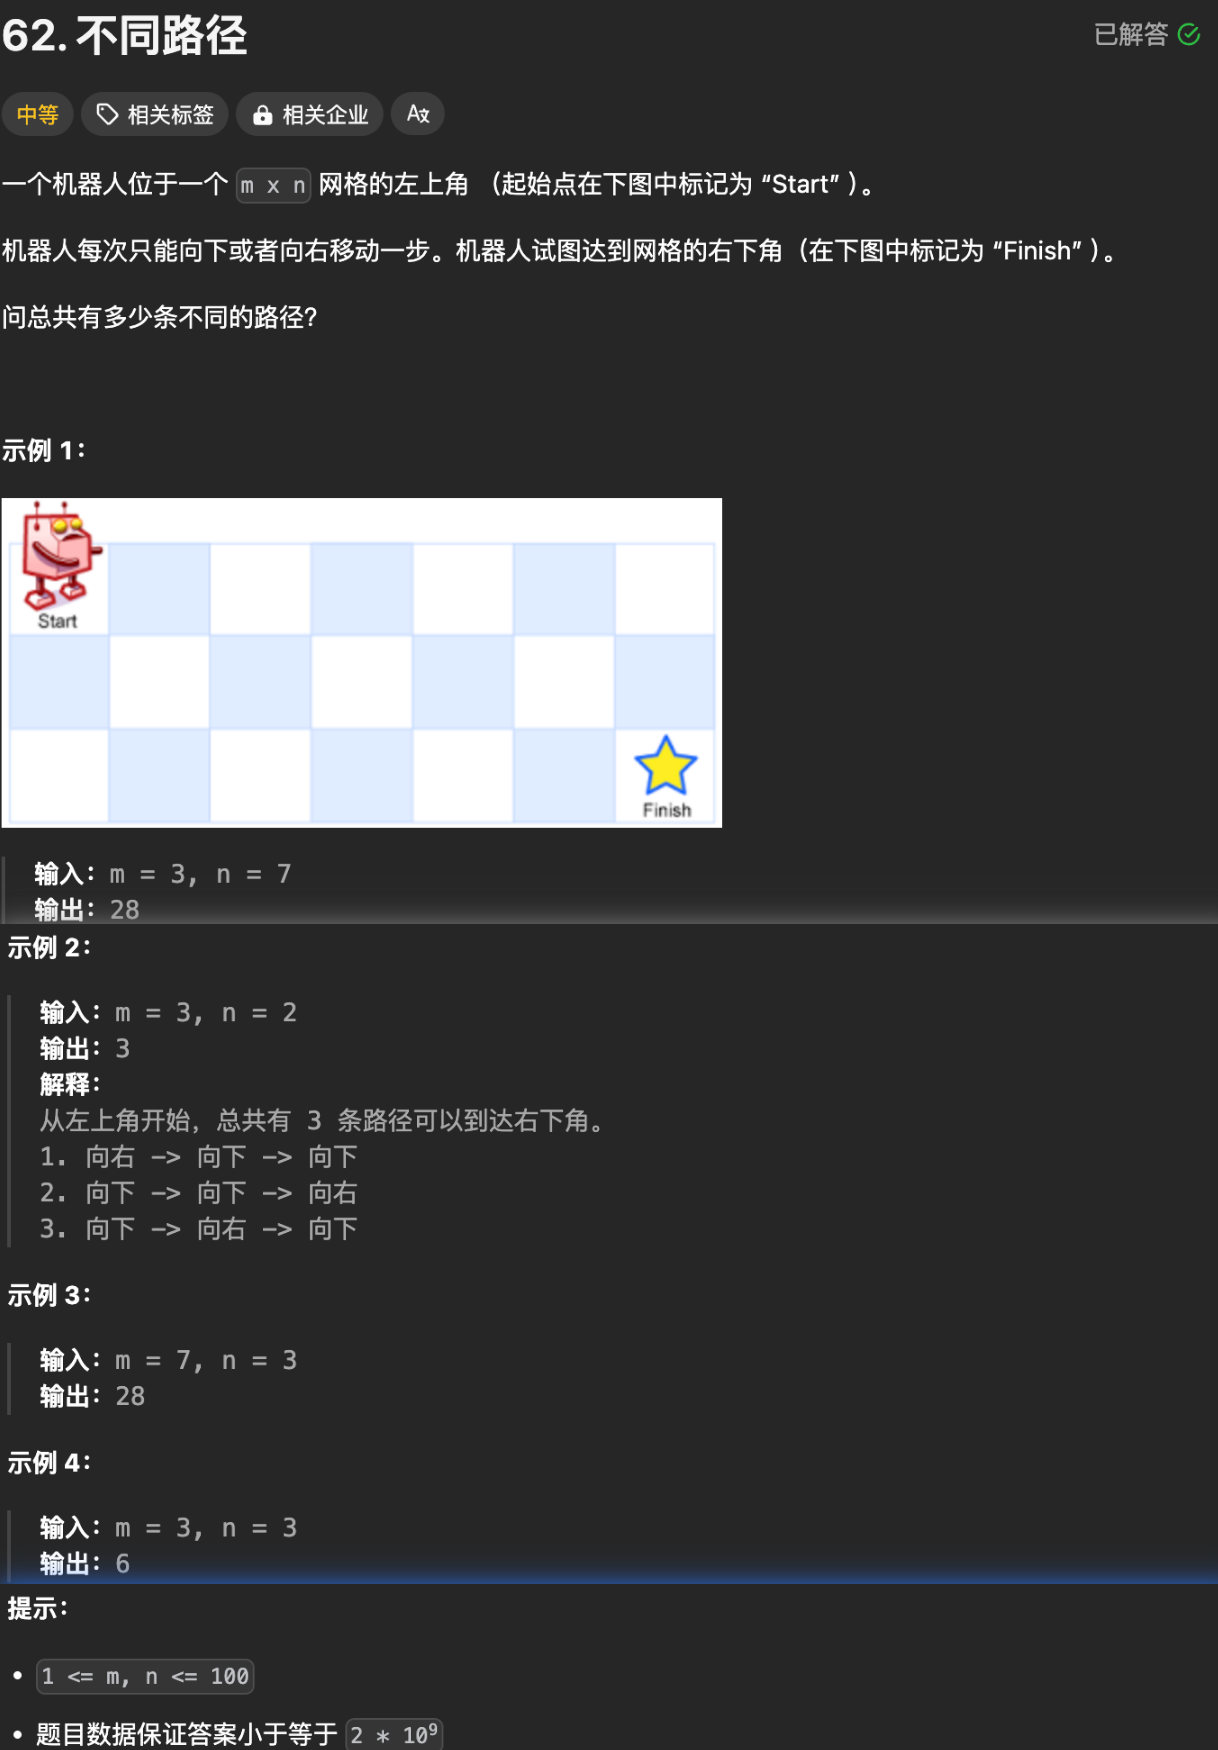 62. 不同路径
已解答
中等
相关标签
相关企业
一个机器人位于一个 m x n 网格的左上角 （起始点在下图中标记为 “Start” ）。
机器人每次只能向下或者向右移动一步。机器人试图达到网格的右下角（在下图中标记为 “Finish” ）。
问总共有多少条不同的路径？
示例 1：
Start
Finish
输入：m = 3, n = 7
输出：28
示例 2：
输入：m = 3, n = 2
输出：3
解释：
从左上角开始，总共有 3 条路径可以到达右下角。
1. 向右 -> 向下 -> 向下
2. 向下 -> 向下 -> 向右
3. 向下 -> 向右 -> 向下
示例 3：
输入：m = 7, n = 3
输出：28
示例 4：
输入：m = 3, n = 3
输出：6
提示：
• 1 <= m, n <= 100
• 题目数据保证答案小于等于 2 * 10⁹